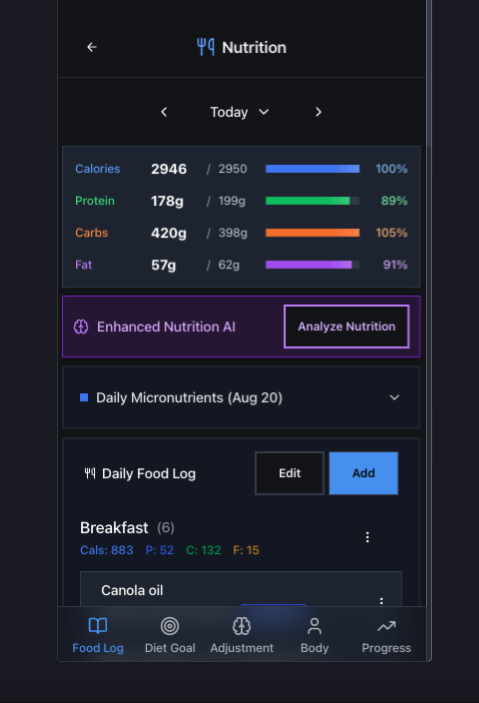 Nutrition
Today
Calories 2946 / 2950 100%
Protein 178g / 199g 89%
Carbs 420g / 398g 105%
Fat 57g / 62g 91%
Enhanced Nutrition AI Analyze Nutrition
Daily Micronutrients (Aug 20)
Daily Food Log Edit Add
Breakfast (6)
Cals: 883 P: 52 C: 132 F: 15
Canola oil
Food Log Diet Goal Adjustment Body Progress